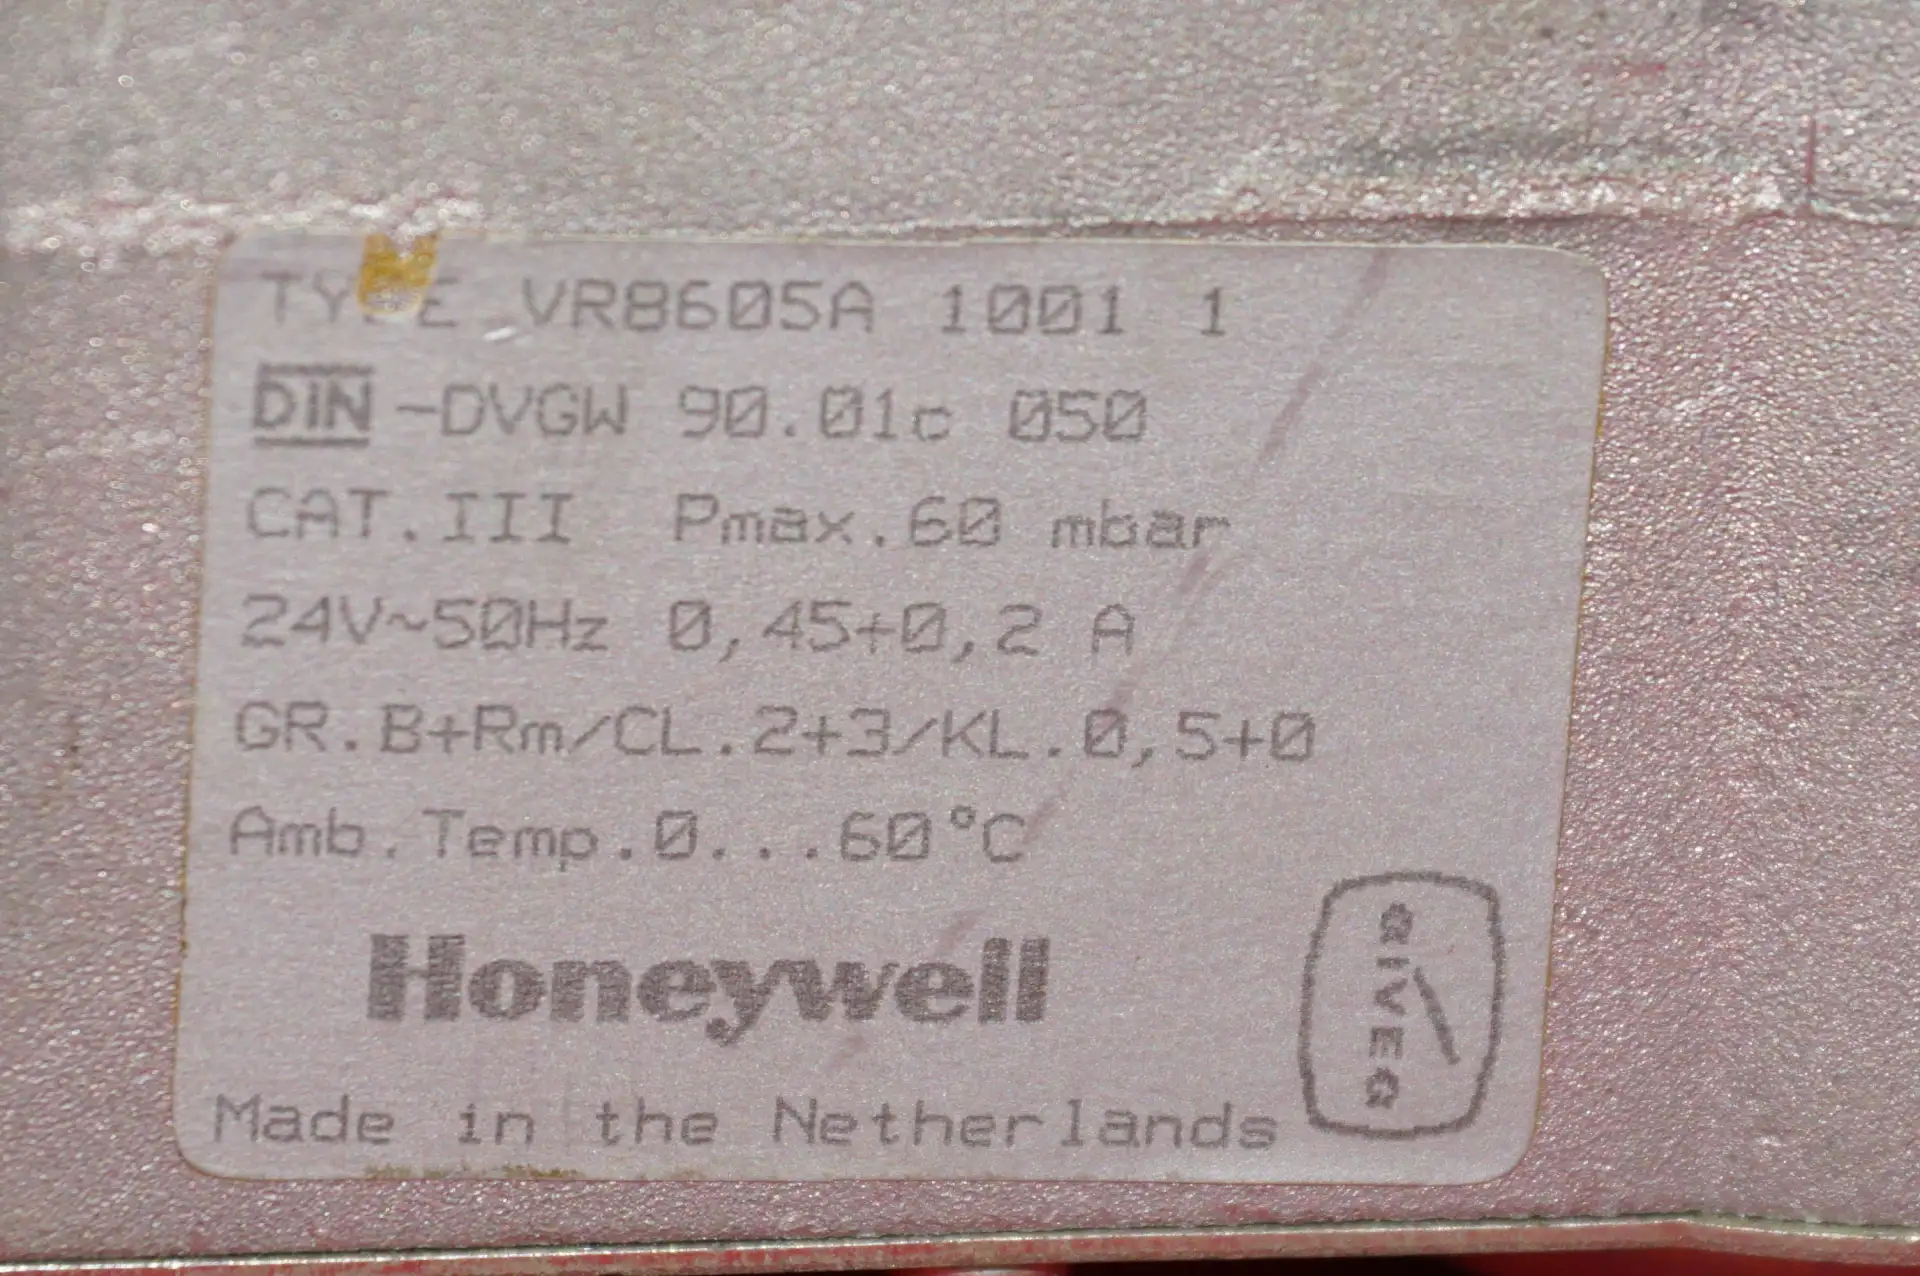 TYPE VR8605A 1001 1
DIN-DVGW 90.01c 050
CAT.III Pmax.60 mbar
24V~50Hz 0,45+0,2 A
GR.B+Rm/CL.2+3/KL.0,5+0
Amb.Temp.0...60°C
Honeywell
GIVEG
Made in the Netherlands